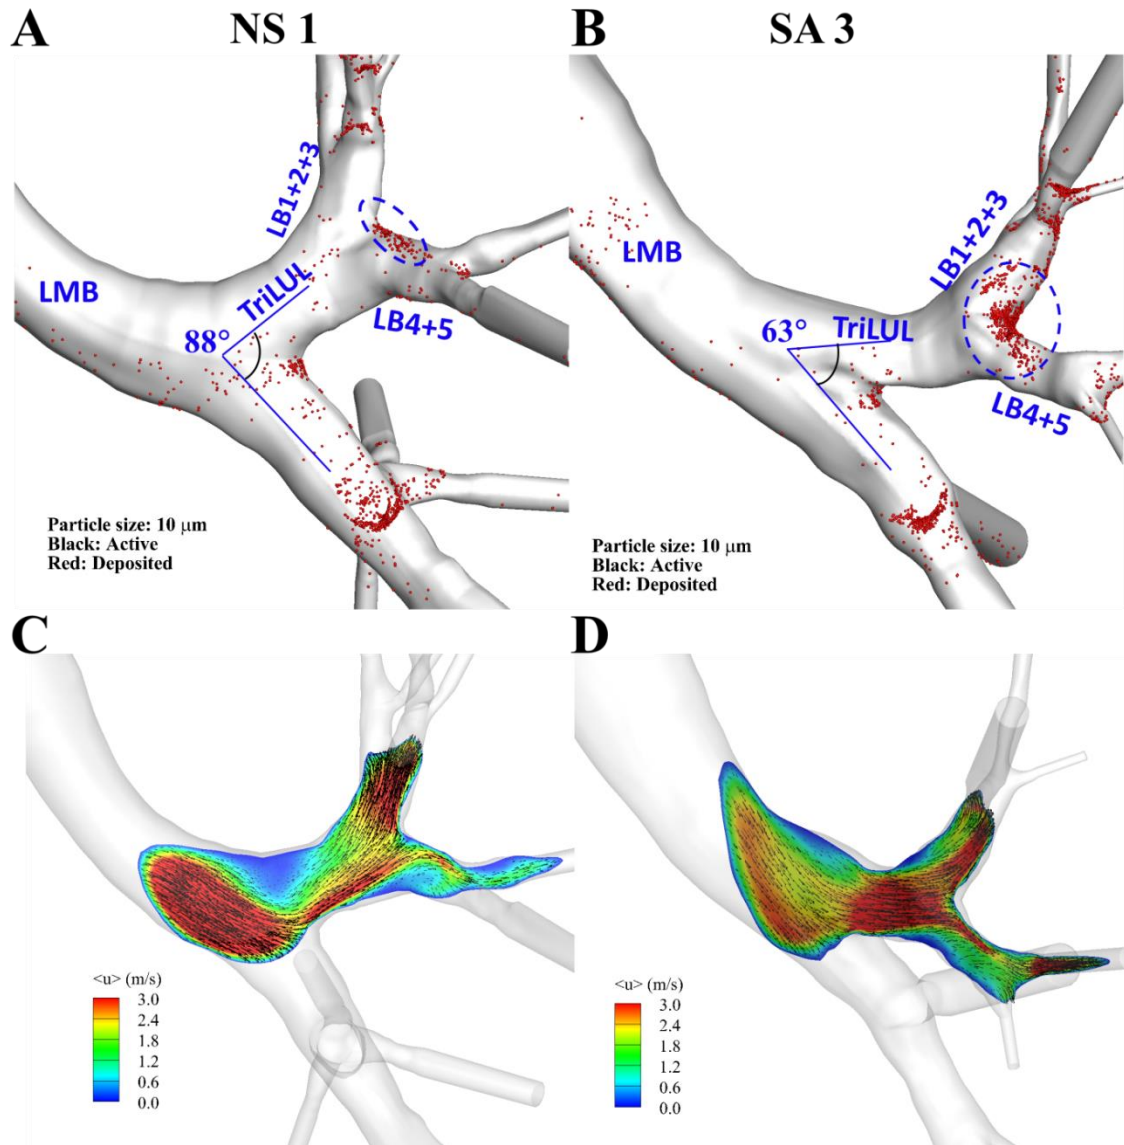 A
NS 1
B
SA 3
LB1+2+3
LMB
TriLUL
88°
LB4+5
Particle size: 10 μm
Black: Active
Red: Deposited
LB1+2+3
LMB
63°
TriLUL
LB4+5
Particle size: 10 μm
Black: Active
Red: Deposited
C
D
<u> (m/s)
3.0
2.4
1.8
1.2
0.6
0.0
<u> (m/s)
3.0
2.4
1.8
1.2
0.6
0.0